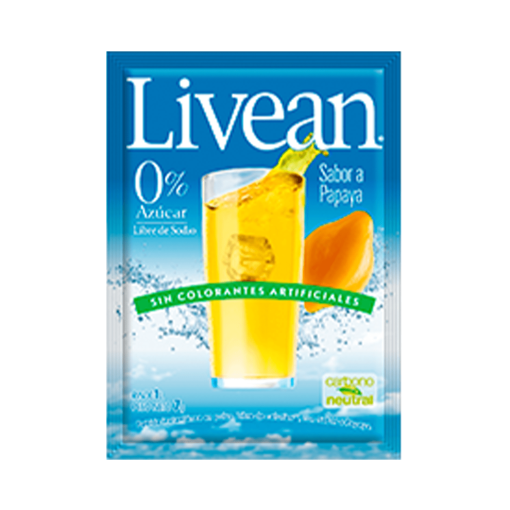 Livean
0%
Azúcar
Libre de Sodio
Sabor a
Papaya
SIN COLORANTES ARTIFICIALES
carbono
neutral